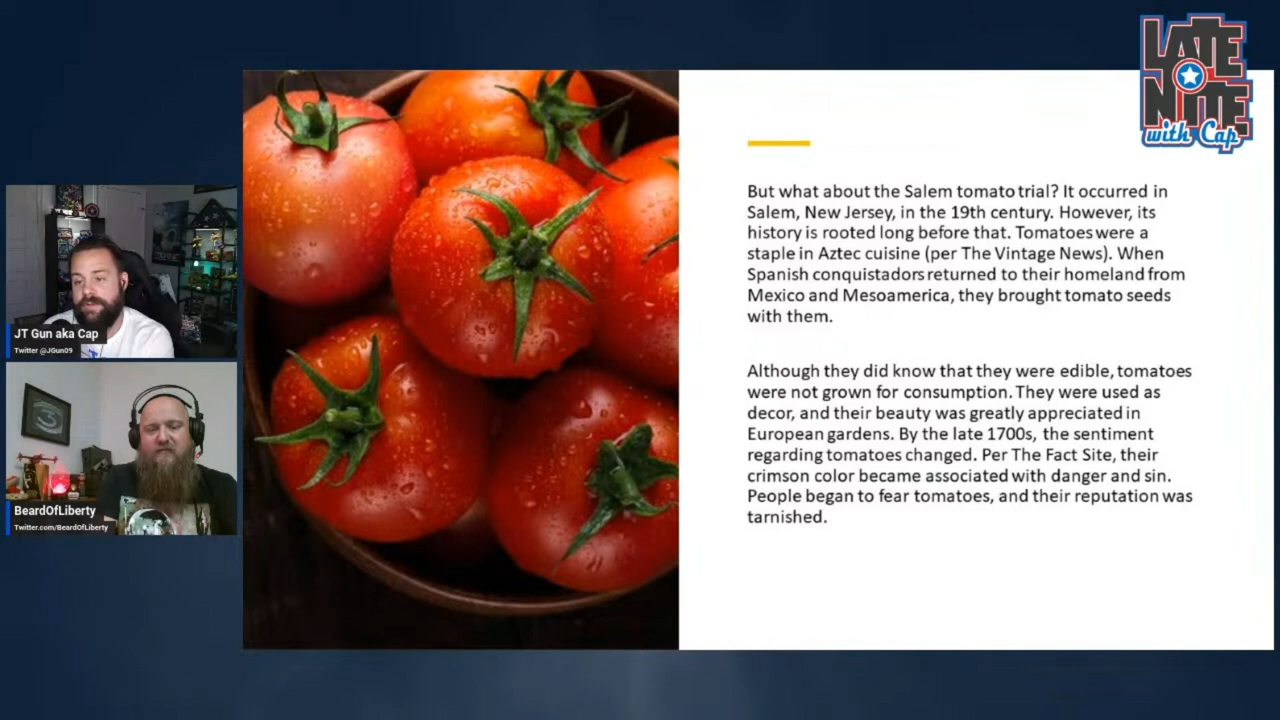 LATE
NITE
with Cap
But what about the Salem tomato trial? It occurred in
Salem, New Jersey, in the 19th century. However, its
history is rooted long before that. Tomatoes were a
staple in Aztec cuisine (per The Vintage News). When
Spanish conquistadors returned to their homeland from
Mexico and Mesoamerica, they brought tomato seeds
with them.
Although they did know that they were edible, tomatoes
were not grown for consumption. They were used as
decor, and their beauty was greatly appreciated in
European gardens. By the late 1700s, the sentiment
regarding tomatoes changed. Per The Fact Site, their
crimson color became associated with danger and sin.
People began to fear tomatoes, and their reputation was
tarnished.
JT Gun aka Cap
Twitter @JGun09
BeardOfLiberty
Twitter.com/BeardOfLiberty